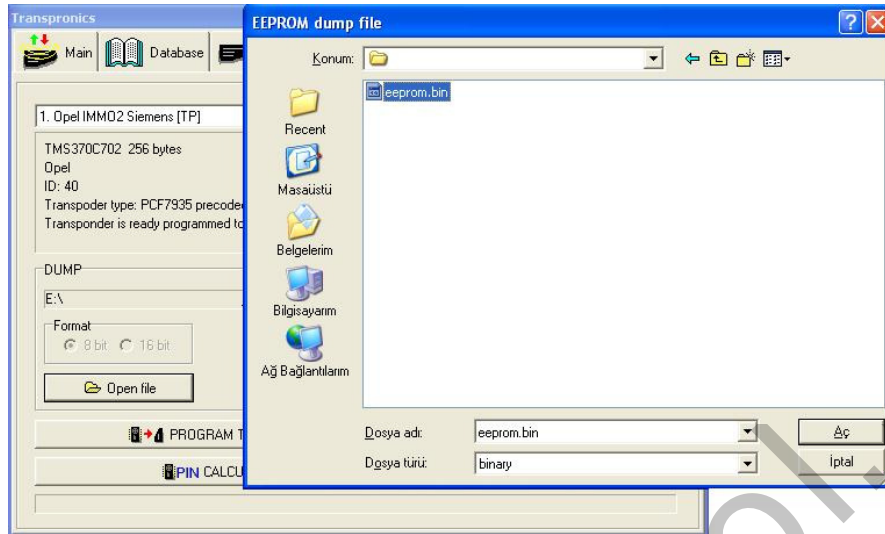 Transpronics
Main
Database
1. Opel IMMO2 Siemens [TP]
TMS370C702 256 bytes
Opel
ID: 40
Transpoder type: PCF7935 precode
Transponder is ready programmed to
DUMP
E:\
Format
8 bit
16 bit
Open file
PROGRAM T
PIN CALCU
EEPROM dump file
Konum:
eeprom.bin
Recent
Masaüstü
Belgelerim
Bilgisayarım
Ağ Bağlantılarım
Dosya adı: eeprom.bin
Aç
Dosya türü: binary
İptal